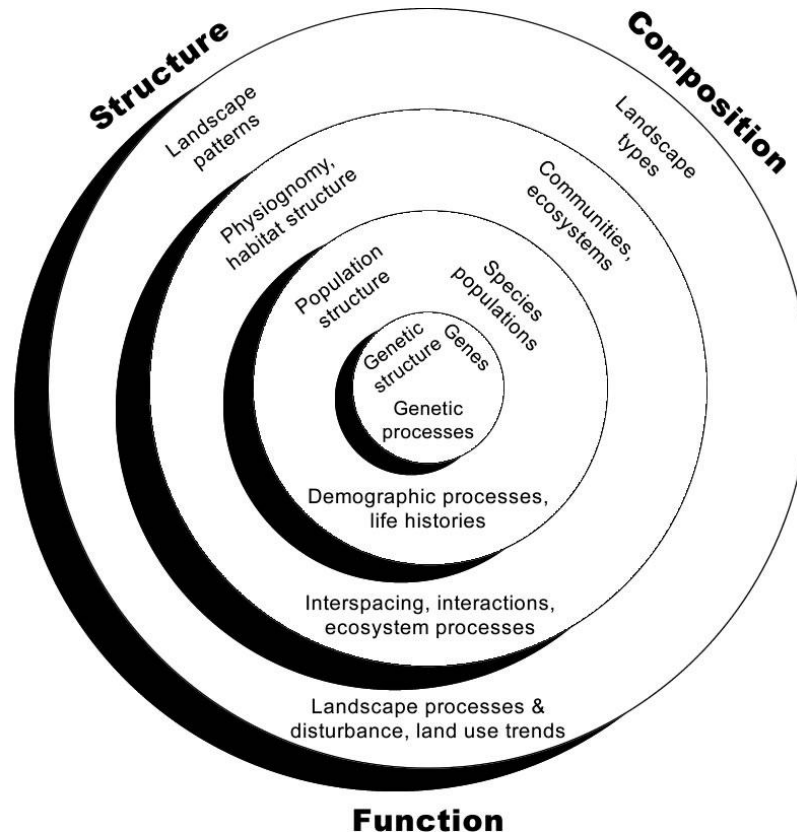 Structure
Composition
Landscape
patterns
Landscape
types
Physiognomy,
habitat structure
Communities,
ecosystems
Population
structure
Species
populations
Genetic
structure
Genes
Genetic
processes
Demographic processes,
life histories
Interspacing, interactions,
ecosystem processes
Landscape processes &
disturbance, land use trends
Function